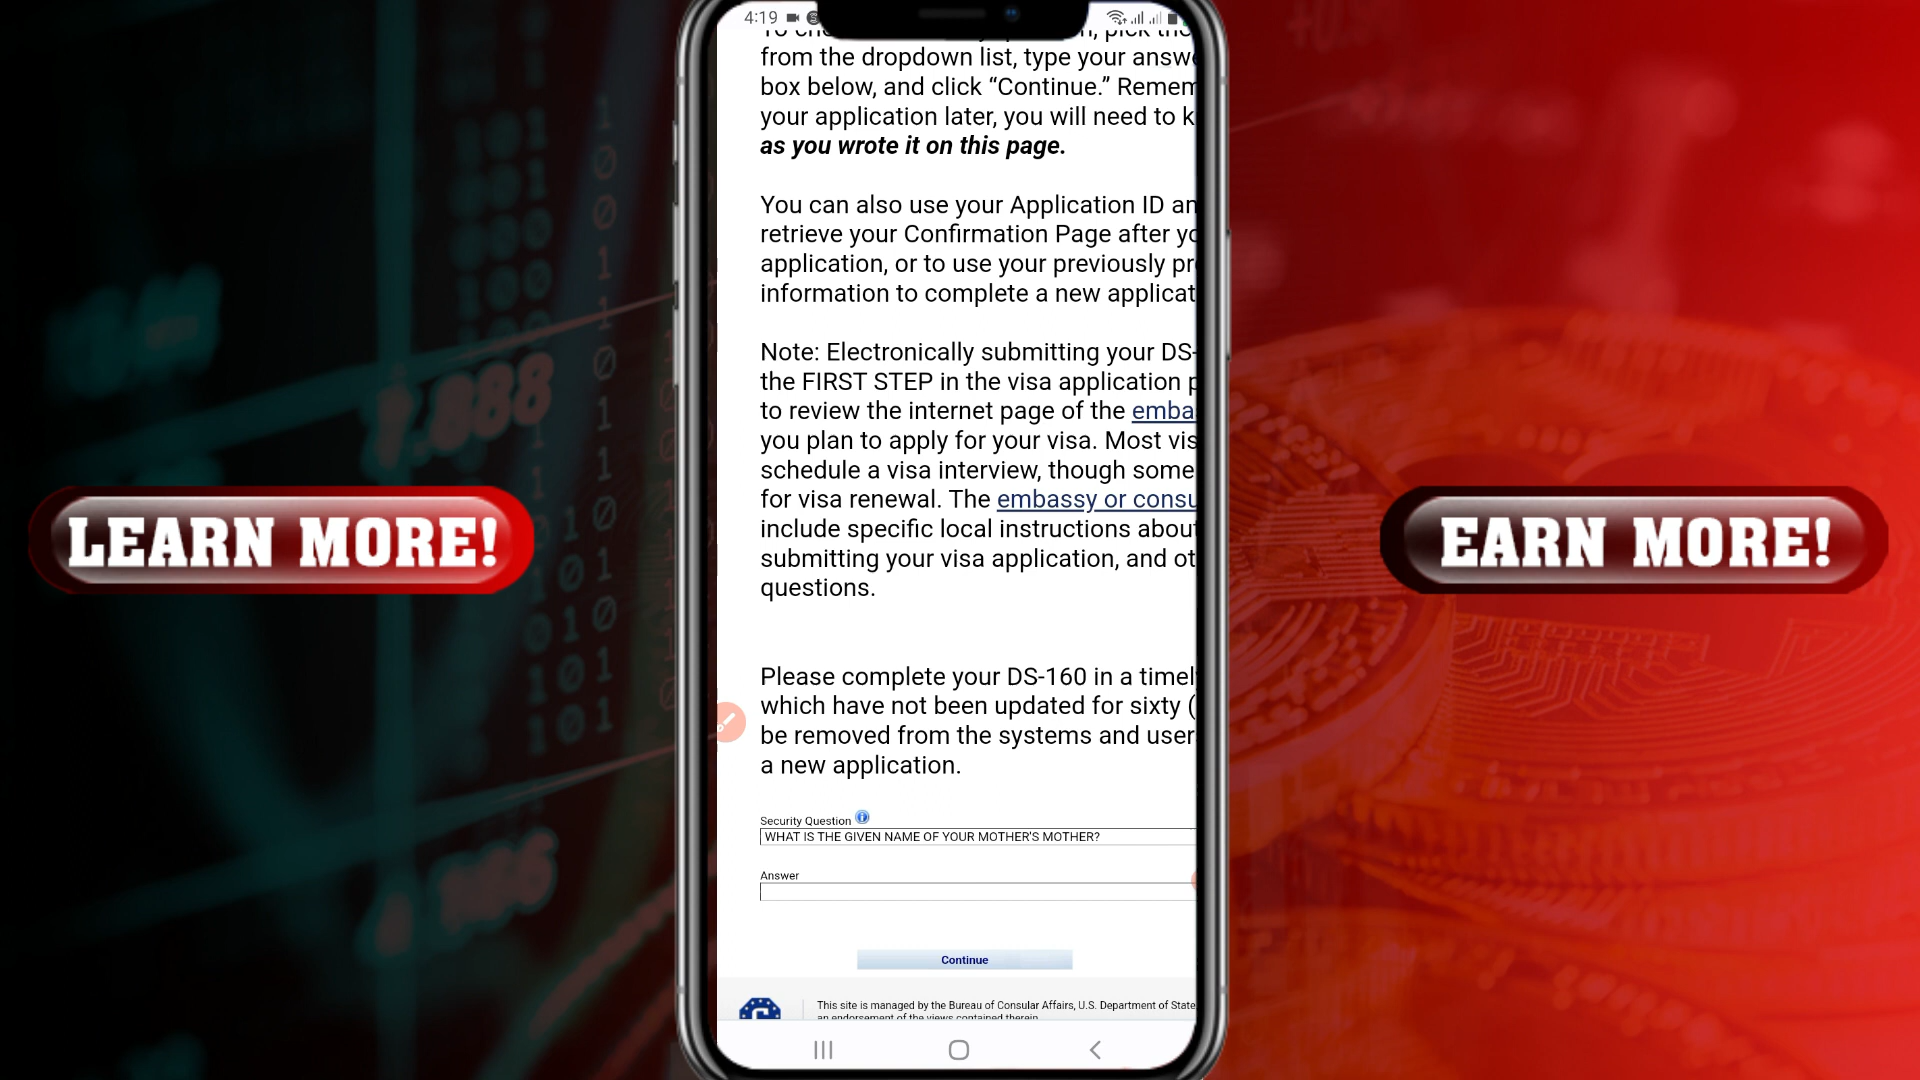 4:19
from the dropdown list, type your answe
box below, and click “Continue.” Remem
your application later, you will need to k
as you wrote it on this page.
You can also use your Application ID an
retrieve your Confirmation Page after yo
application, or to use your previously pr
information to complete a new applicat
Note: Electronically submitting your DS-
the FIRST STEP in the visa application p
to review the internet page of the emba
you plan to apply for your visa. Most vis
schedule a visa interview, though some
for visa renewal. The embassy or consu
include specific local instructions about
submitting your visa application, and ot
questions.
LEARN MORE!
EARN MORE!
Please complete your DS-160 in a timel
which have not been updated for sixty (
be removed from the systems and user
a new application.
Security Question
WHAT IS THE GIVEN NAME OF YOUR MOTHER'S MOTHER?
Answer
Continue
This site is managed by the Bureau of Consular Affairs, U.S. Department of State
an endorsement of the views contained therein